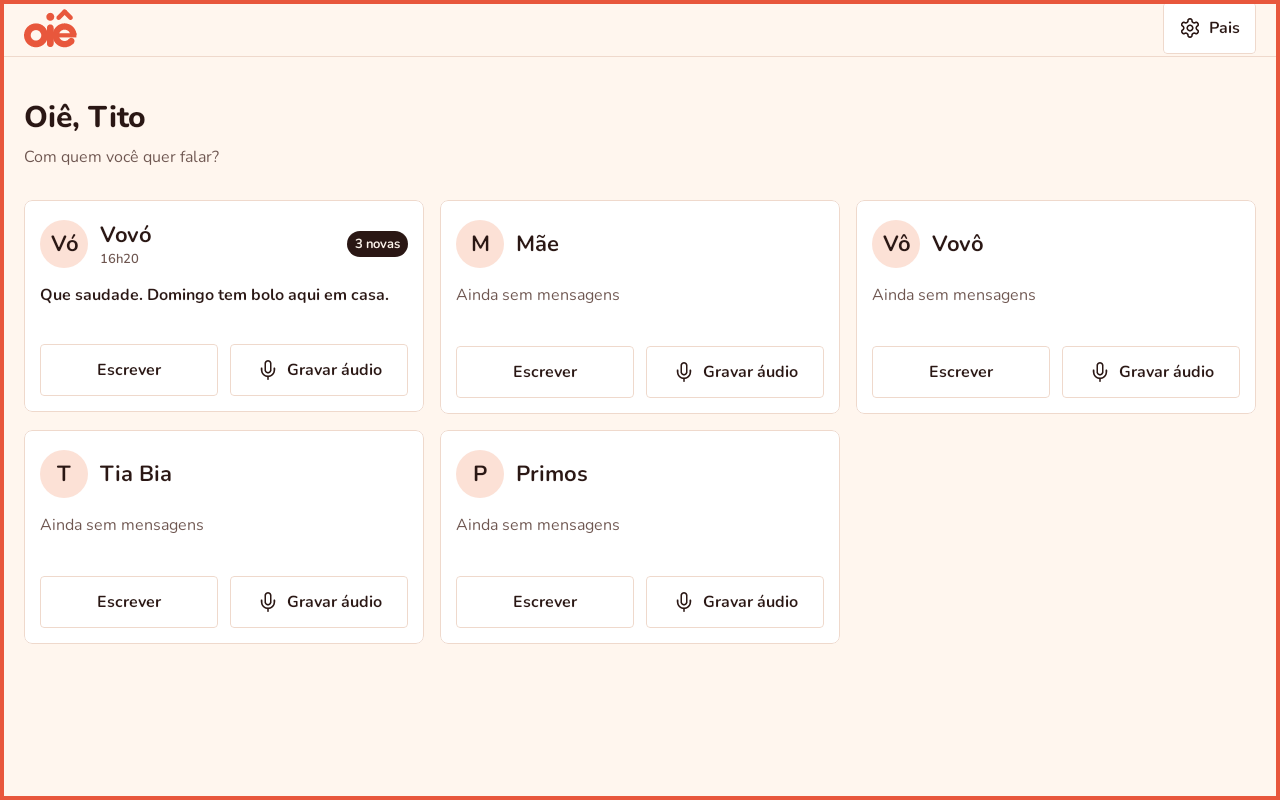 oiê
Pais
Oiê, Tito
Com quem você quer falar?
Vó
Vovó
16h20
3 novas
Que saudade. Domingo tem bolo aqui em casa.
Escrever
Gravar áudio
M
Mãe
Ainda sem mensagens
Escrever
Gravar áudio
Vô
Vovô
Ainda sem mensagens
Escrever
Gravar áudio
T
Tia Bia
Ainda sem mensagens
Escrever
Gravar áudio
P
Primos
Ainda sem mensagens
Escrever
Gravar áudio